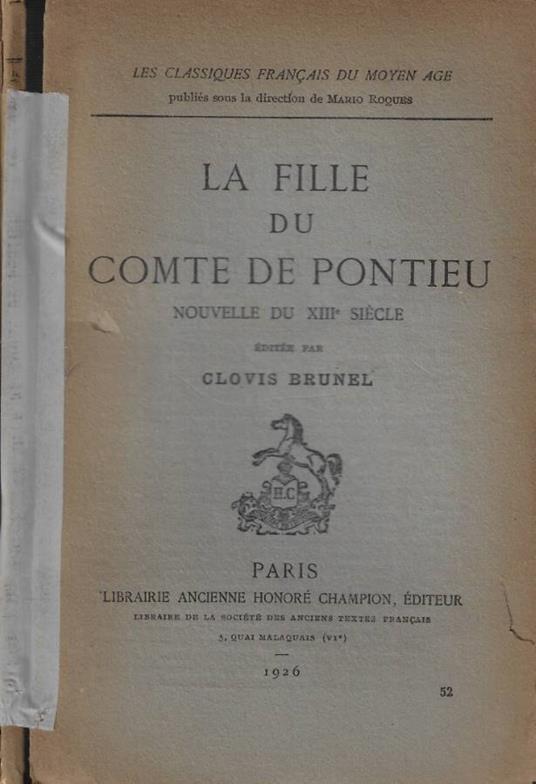 LES CLASSIQUES FRANÇAIS DU MOYEN AGE
publiés sous la direction de MARIO ROQUES
LA FILLE
DU
COMTE DE PONTIEU
NOUVELLE DU XIIIe SIÈCLE
ÉDITÉE PAR
CLOVIS BRUNEL
H.C
PARIS
LIBRAIRIE ANCIENNE HONORÉ CHAMPION, ÉDITEUR
LIBRAIRE DE LA SOCIÉTÉ DES ANCIENS TEXTES FRANÇAIS
5, QUAI MALAQUAIS (VIe)
1926
52